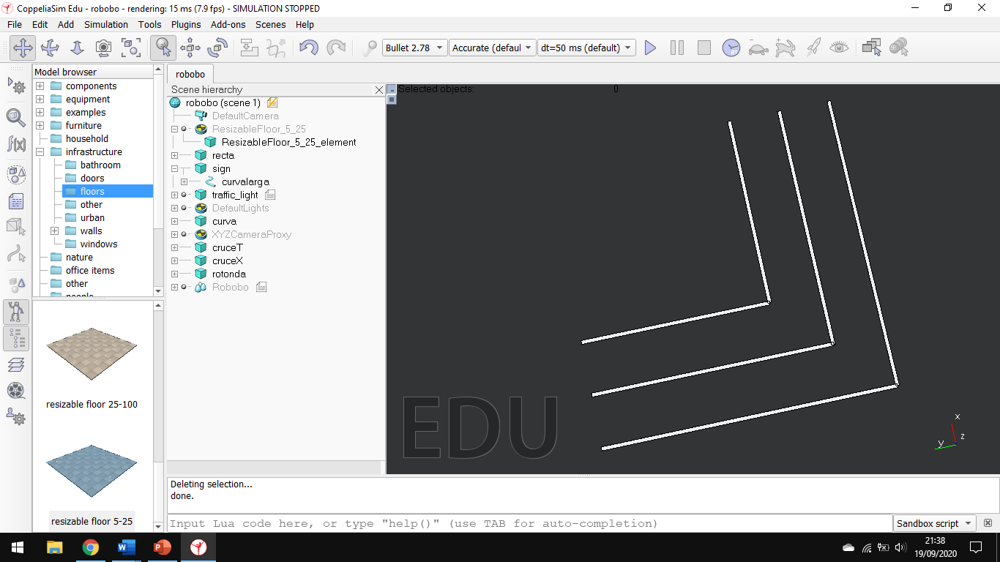 CoppeliaSim Edu - robobo - rendering: 15 ms (7.9 fps) - SIMULATION STOPPED
File Edit Add Simulation Tools Plugins Add-ons Scenes Help
Bullet 2.78 Accurate (defaul dt=50 ms (default)
Model browser
components
equipment
examples
furniture
household
infrastructure
bathroom
doors
floors
other
urban
walls
windows
nature
office items
other
people
resizable floor 25-100
resizable floor 5-25
robobo
Scene hierarchy
robobo (scene 1)
DefaultCamera
ResizableFloor_5_25
ResizableFloor_5_25_element
recta
sign
curvalarga
traffic_light
DefaultLights
curva
XYZCameraProxy
cruceT
cruceX
rotonda
Robobo
Selected objects: 0
EDU
x
y
z
Deleting selection...
done.
Input Lua code here, or type "help()" (use TAB for auto-completion)
Sandbox script
21:38
19/09/2020